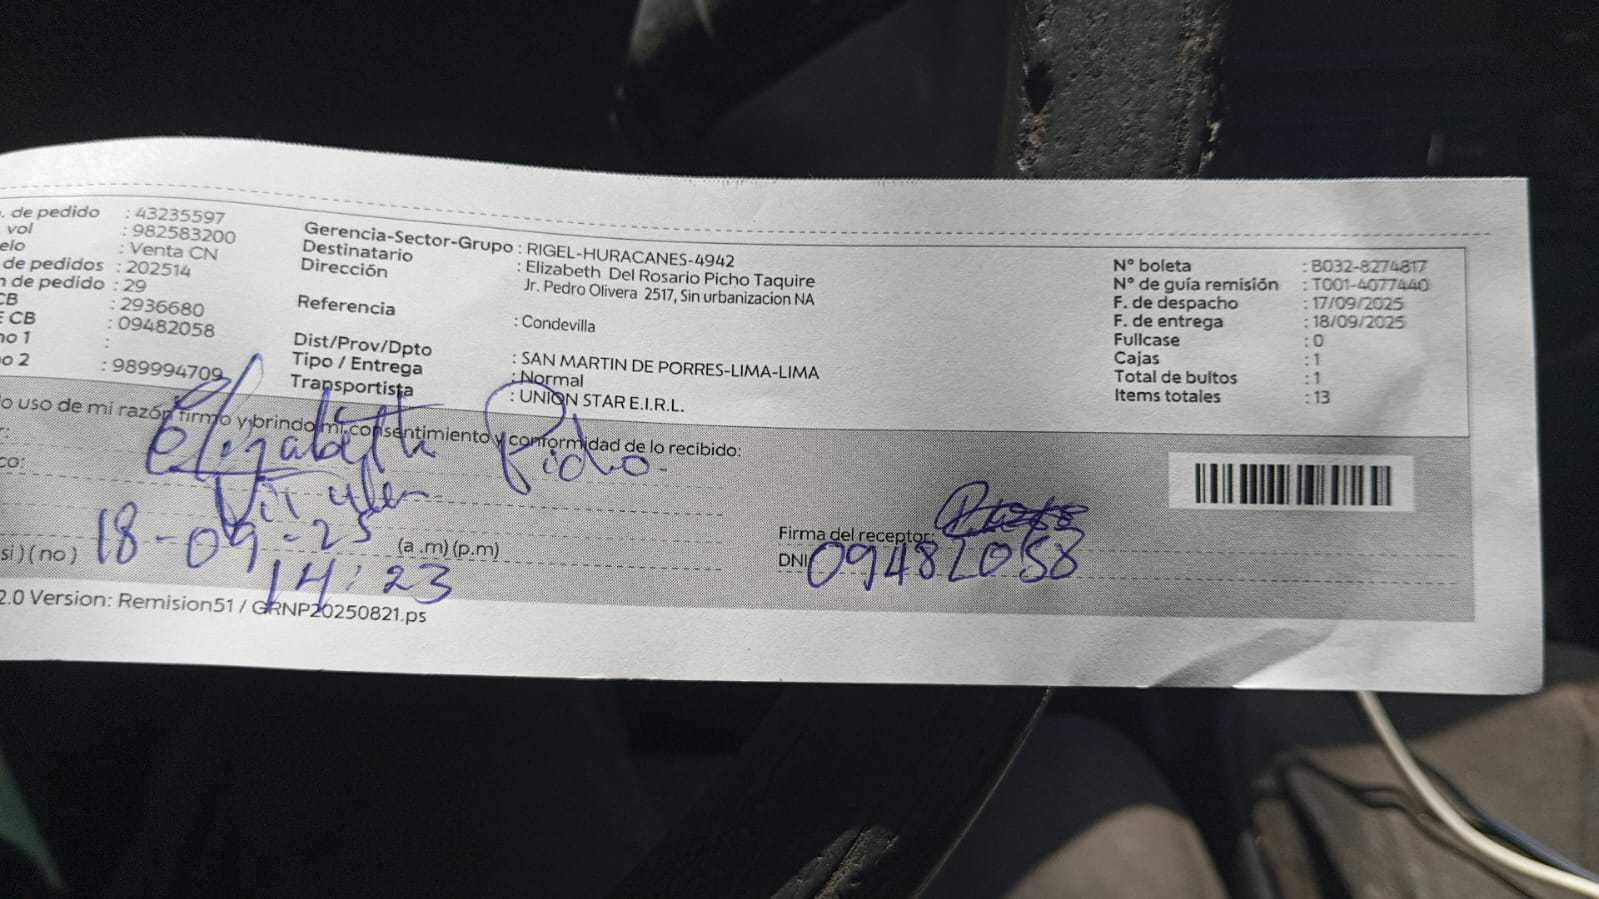 . de pedido : 43235597
vol : 982583200
elo : Venta CN
de pedidos : 202514
n de pedido : 29
CB : 2936680
E CB : 09482058
no 1 :
no 2 : 989994709
Gerencia-Sector-Grupo : RIGEL-HURACANES-4942
Destinatario : Elizabeth Del Rosario Picho Taquire
Dirección Jr. Pedro Olivera 2517, Sin urbanizacion NA
Referencia : Condevilla
Dist/Prov/Dpto : SAN MARTIN DE PORRES-LIMA-LIMA
Tipo / Entrega : Normal
Transportista : UNION STAR E.I.R.L.
N° boleta : B032-8274817
N° de guía remisión : T001-4077440
F. de despacho : 17/09/2025
F. de entrega : 18/09/2025
Fullcase : 0
Cajas : 1
Total de bultos : 1
Items totales : 13
lo uso de mi razón firmo y brindo mi consentimiento y conformidad de lo recibido:
r:
Elizabeth Picho
co:
Titular
18-09-25
si ) ( no ) (a .m) (p.m)
14:23
Firma del receptor:
DNI 09482058
2.0 Version: Remision51 / GRNP20250821.ps